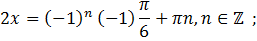 2x = (−1)ⁿ (−1) π/6 + πn, n ∈ ℤ ;